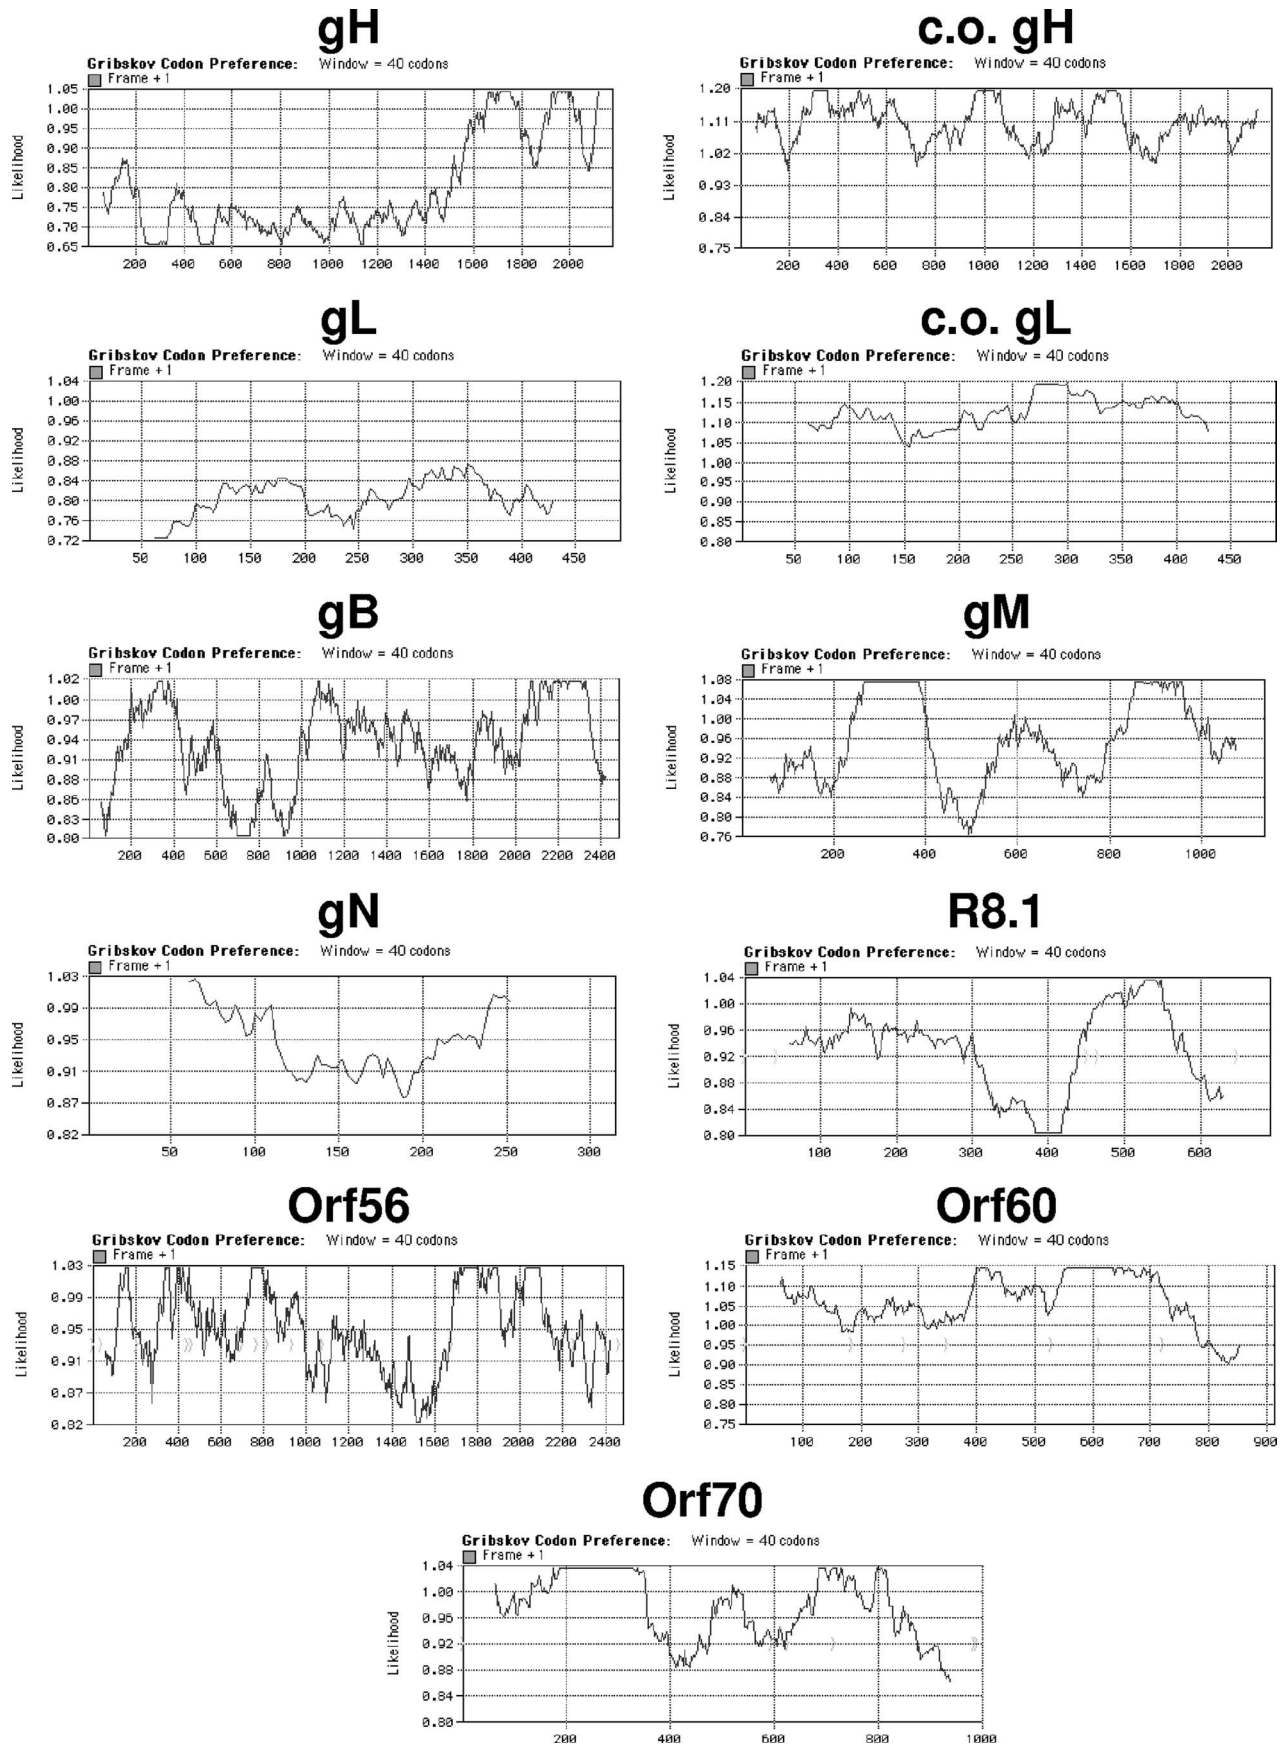 gH
Gribskov Codon Preference: Window = 40 codons
Frame + 1
Likelihood
1.05
1.00
0.95
0.90
0.85
0.80
0.75
0.70
0.65
200 400 600 800 1000 1200 1400 1600 1800 2000
c.o. gH
Gribskov Codon Preference: Window = 40 codons
Frame + 1
Likelihood
1.20
1.11
1.02
0.93
0.84
0.75
200 400 600 800 1000 1200 1400 1600 1800 2000
gL
Gribskov Codon Preference: Window = 40 codons
Frame + 1
Likelihood
1.04
1.00
0.96
0.92
0.88
0.84
0.80
0.76
0.72
50 100 150 200 250 300 350 400 450
c.o. gL
Gribskov Codon Preference: Window = 40 codons
Frame + 1
Likelihood
1.20
1.15
1.10
1.05
1.00
0.95
0.90
0.85
0.80
50 100 150 200 250 300 350 400 450
gB
Gribskov Codon Preference: Window = 40 codons
Frame + 1
Likelihood
1.02
1.00
0.97
0.94
0.91
0.88
0.85
0.83
0.80
200 400 600 800 1000 1200 1400 1600 1800 2000 2200 2400
gM
Gribskov Codon Preference: Window = 40 codons
Frame + 1
Likelihood
1.08
1.04
1.00
0.96
0.92
0.88
0.84
0.80
0.76
200 400 600 800 1000
gN
Gribskov Codon Preference: Window = 40 codons
Frame + 1
Likelihood
1.03
0.99
0.95
0.91
0.87
0.82
50 100 150 200 250 300
R8.1
Gribskov Codon Preference: Window = 40 codons
Frame + 1
Likelihood
1.04
1.00
0.96
0.92
0.88
0.84
0.80
100 200 300 400 500 600
Orf56
Gribskov Codon Preference: Window = 40 codons
Frame + 1
Likelihood
1.03
0.99
0.95
0.91
0.87
0.82
200 400 600 800 1000 1200 1400 1600 1800 2000 2200 2400
Orf60
Gribskov Codon Preference: Window = 40 codons
Frame + 1
Likelihood
1.15
1.10
1.05
1.00
0.95
0.90
0.85
0.80
0.75
100 200 300 400 500 600 700 800 900
Orf70
Gribskov Codon Preference: Window = 40 codons
Frame + 1
Likelihood
1.04
1.00
0.96
0.92
0.88
0.84
0.80
200 400 600 800 1000